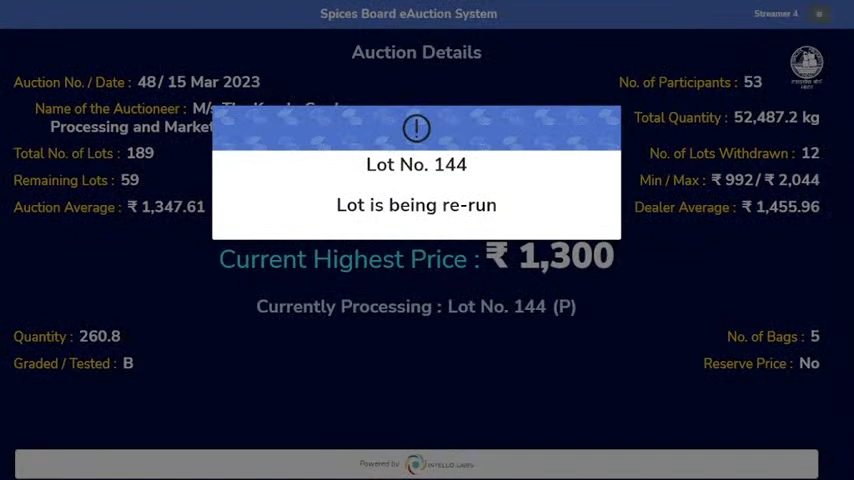 Spices Board eAuction System
Streamer 4
Auction Details
Auction No. / Date : 48/ 15 Mar 2023
No. of Participants : 53
Name of the Auctioneer : M/s
Processing and Market
Total Quantity : 52,487.2 kg
Total No. of Lots : 189
No. of Lots Withdrawn : 12
Remaining Lots : 59
Min / Max : ₹ 992/ ₹ 2,044
Auction Average : ₹ 1,347.61
Dealer Average : ₹ 1,455.96
Lot No. 144
Lot is being re-run
Current Highest Price : ₹ 1,300
Currently Processing : Lot No. 144 (P)
Quantity : 260.8
No. of Bags : 5
Graded / Tested : B
Reserve Price : No
Powered by INTELLO LABS